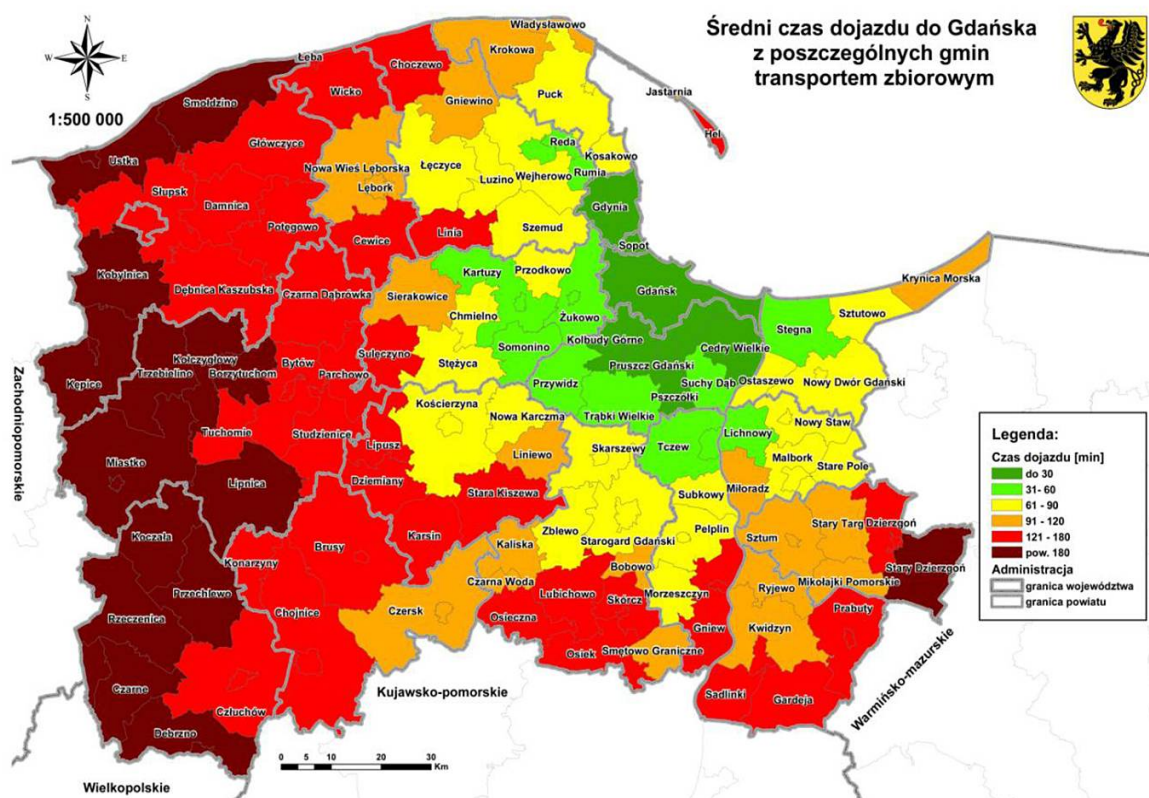 Średni czas dojazdu do Gdańska
z poszczególnych gmin
transportem zbiorowym
N
W
E
S
1:500 000
Władysławowo
Krokowa
Łeba
Choczewo
Wicko
Jastarnia
Gniewino
Puck
Smołdzino
Hel
Główczyce
Reda
Kosakowo
Ustka
Nowa Wieś Lęborska
Łęczyce
Wejherowo
Rumia
Luzino
Słupsk
Lębork
Damnica
Gdynia
Potęgowo
Szemud
Linia
Cewice
Sopot
Kobylnica
Kartuzy
Przodkowo
Krynica Morska
Dębnica Kaszubska
Czarna Dąbrówka
Sierakowice
Gdańsk
Chmielno
Żukowo
Stegna
Sztutowo
Kolbudy Górne
Somonino
Cedry Wielkie
Sulęczyno
Kołczygłowy
Bytów
Stężyca
Pruszcz Gdański
Trzebielino
Borzytuchom
Parchowo
Przywidz
Suchy Dąb
Ostaszewo
Nowy Dwór Gdański
Kępice
Pszczółki
Kościerzyna
Nowa Karczma
Trąbki Wielkie
Nowy Staw
Tuchomie
Studzienice
Lipusz
Lichnowy
Skarszewy
Tczew
Liniewo
Malbork
Miastko
Stare Pole
Dziemiany
Lipnica
Stara Kiszewa
Subkowy
Miłoradz
Pelplin
Stary Targ
Dzierzgoń
Koczała
Brusy
Karsin
Zblewo
Starogard Gdański
Sztum
Kaliska
Konarzyny
Bobowo
Stary Dzierzgoń
Czarna Woda
Mikołajki Pomorskie
Przechlewo
Lubichowo
Morzeszczyn
Ryjewo
Czersk
Skórcz
Prabuty
Chojnice
Rzeczenica
Osieczna
Gniew
Kwidzyn
Osiek
Smętowo Graniczne
Czarne
Sadlinki
Gardeja
Człuchów
Debrzno
Zachodniopomorskie
Wielkopolskie
Kujawsko-pomorskie
Warmińsko-mazurskie
0 5 10 20 30
Km
Legenda:
Czas dojazdu [min]
do 30
31 - 60
61 - 90
91 - 120
121 - 180
pow. 180
Administracja
granica województwa
granica powiatu